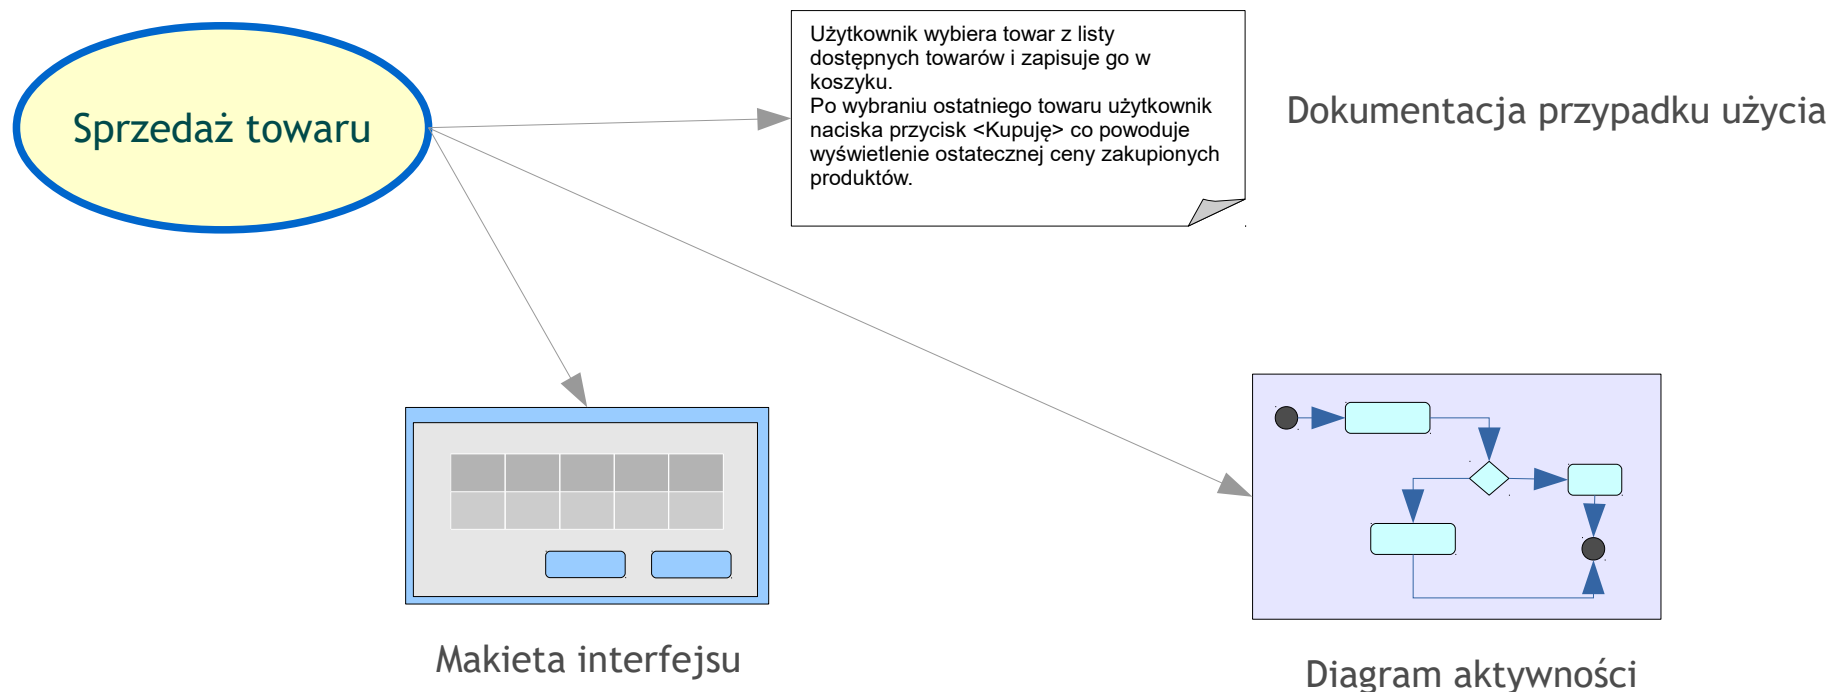 Sprzedaż towaru
Użytkownik wybiera towar z listy
dostępnych towarów i zapisuje go w
koszyku.
Po wybraniu ostatniego towaru użytkownik
naciska przycisk <Kupuję> co powoduje
wyświetlenie ostatecznej ceny zakupionych
produktów.
Dokumentacja przypadku użycia
Makieta interfejsu
Diagram aktywności